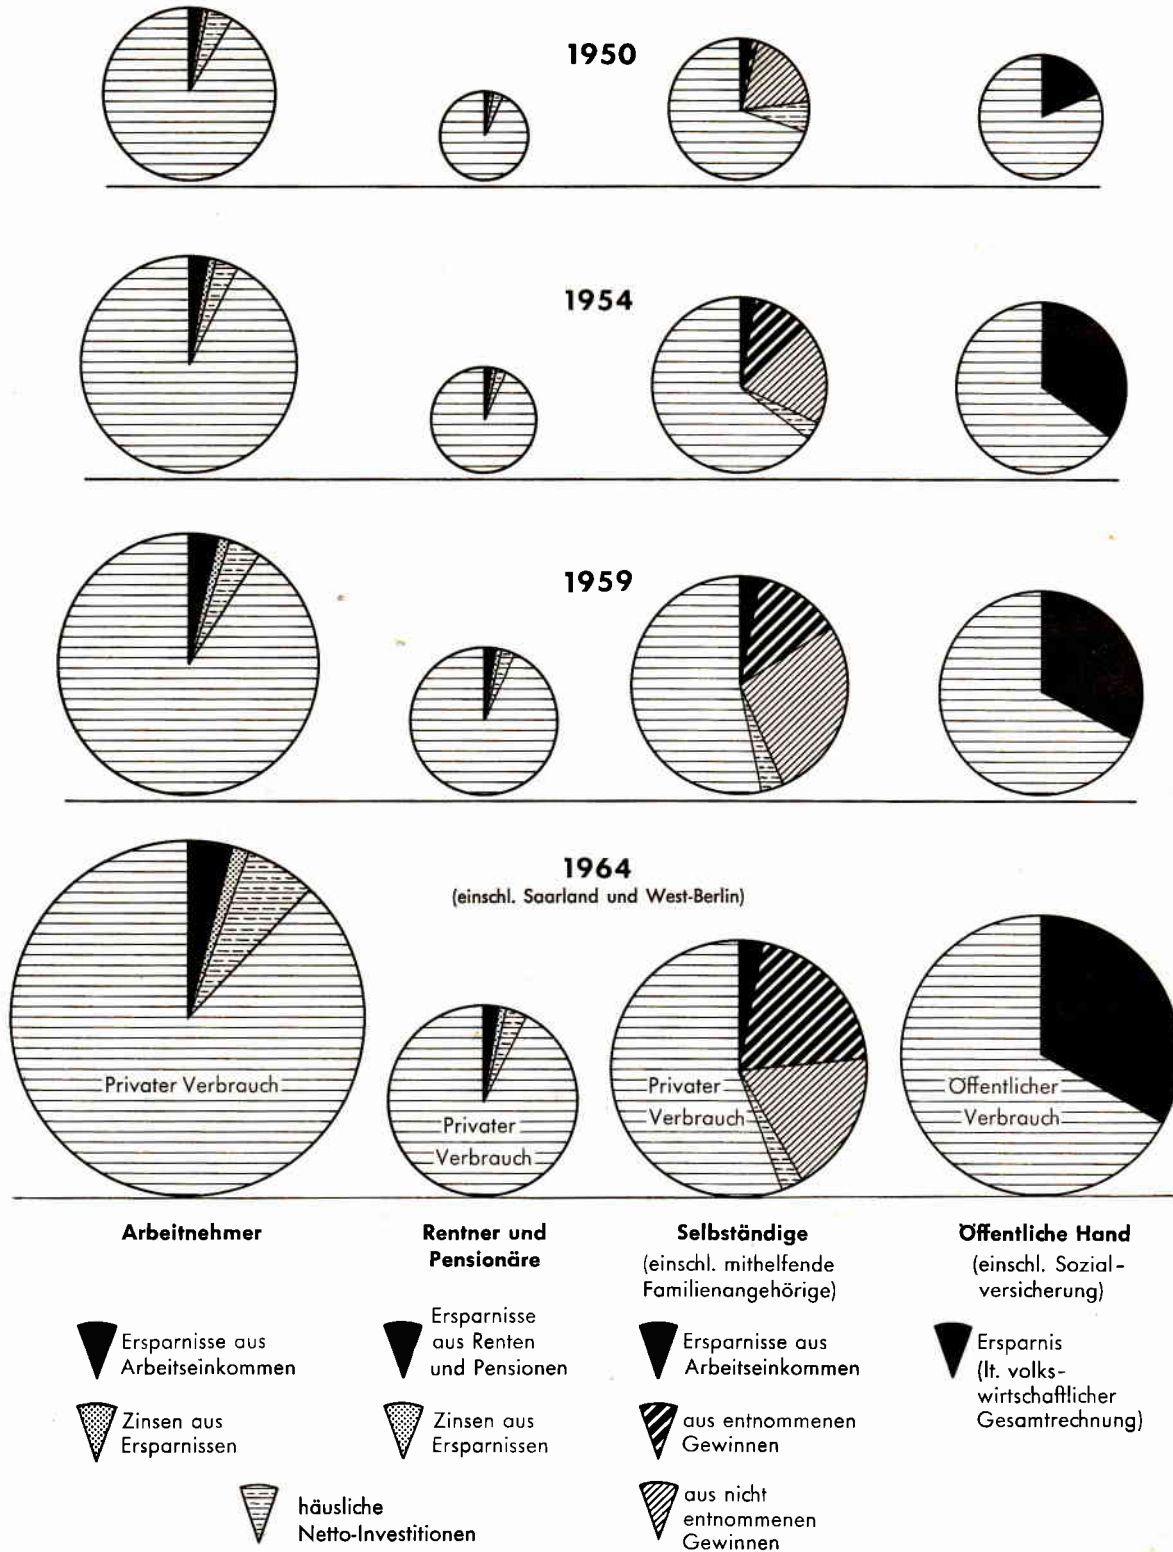 1950
1954
1959
1964
(einschl. Saarland und West-Berlin)
Privater Verbrauch
Privater
Verbrauch
Privater
Verbrauch
Öffentlicher
Verbrauch
Arbeitnehmer
Rentner und
Pensionäre
Selbständige
(einschl. mithelfende
Familienangehörige)
Öffentliche Hand
(einschl. Sozial-
versicherung)
Ersparnisse aus
Arbeitseinkommen
Ersparnisse
aus Renten
und Pensionen
Ersparnisse aus
Arbeitseinkommen
Ersparnis
(lt. volks-
wirtschaftlicher
Gesamtrechnung)
Zinsen aus
Ersparnissen
Zinsen aus
Ersparnissen
aus entnommenen
Gewinnen
häusliche
Netto-Investitionen
aus nicht
entnommenen
Gewinnen